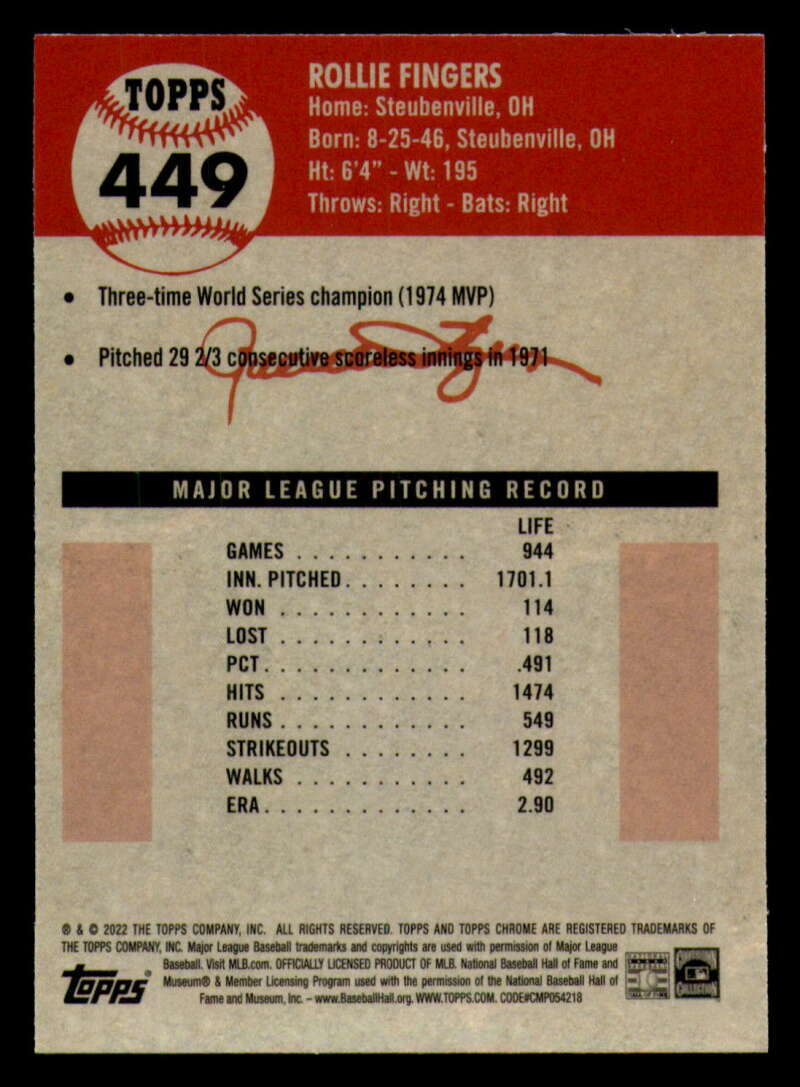 TOPPS
449
ROLLIE FINGERS
Home: Steubenville, OH
Born: 8-25-46, Steubenville, OH
Ht: 6'4" - Wt: 195
Throws: Right - Bats: Right
• Three-time World Series champion (1974 MVP)
• Pitched 29 2/3 consecutive scoreless innings in 1971
MAJOR LEAGUE PITCHING RECORD
LIFE
GAMES . . . . . . . . . . . 944
INN. PITCHED. . . . . . . . 1701.1
WON . . . . . . . . . . . . 114
LOST . . . . . . . . . . . . 118
PCT. . . . . . . . . . . . . .491
HITS . . . . . . . . . . . . 1474
RUNS . . . . . . . . . . . . 549
STRIKEOUTS . . . . . . . . 1299
WALKS . . . . . . . . . . . 492
ERA. . . . . . . . . . . . . 2.90
® & © 2022 THE TOPPS COMPANY, INC. ALL RIGHTS RESERVED. TOPPS AND TOPPS CHROME ARE REGISTERED TRADEMARKS OF
THE TOPPS COMPANY, INC. Major League Baseball trademarks and copyrights are used with permission of Major League
Baseball. Visit MLB.com. OFFICIALLY LICENSED PRODUCT OF MLB. National Baseball Hall of Fame and
Museum® & Member Licensing Program used with the permission of the National Baseball Hall of
Fame and Museum, Inc. – www.BaseballHall.org. WWW.TOPPS.COM. CODE#CMP054218
Topps®